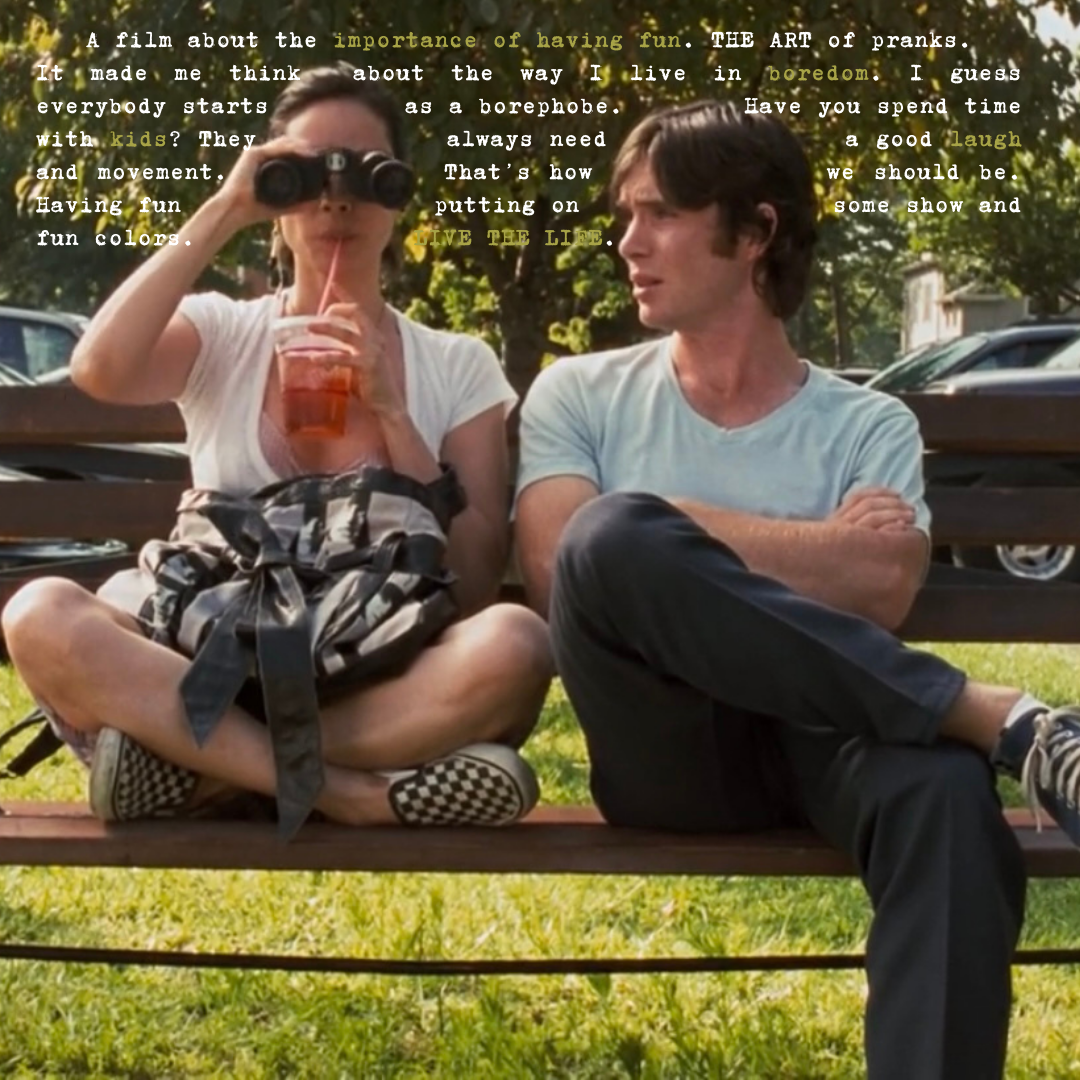 A film about the importance of having fun. THE ART of pranks.
It made me think about the way I live in boredom. I guess
everybody starts as a borephobe. Have you spend time
with kids? They always need a good laugh
and movement. That's how we should be.
Having fun putting on some show and
fun colors. LIVE THE LIFE.